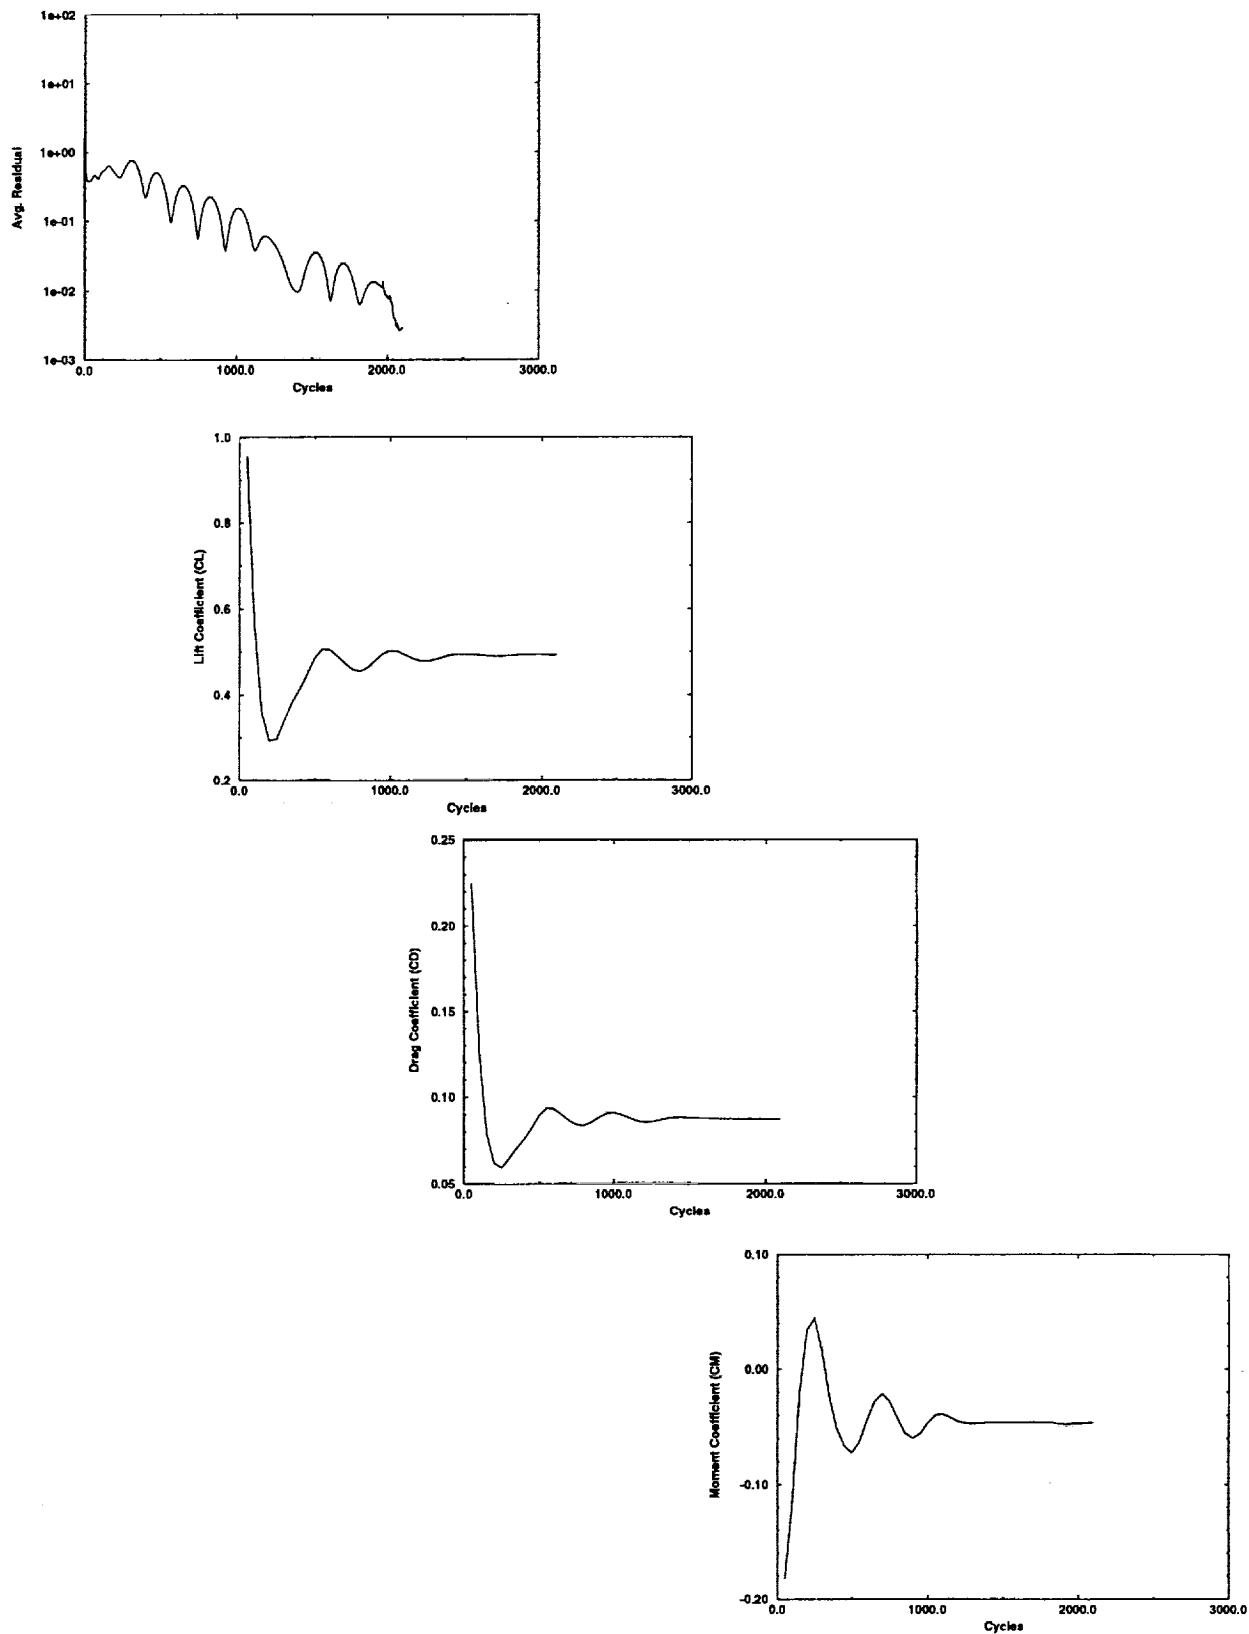 1e+02
1e+01
1e+00
1e-01
1e-02
1e-03
Avg. Residual
0.0 1000.0 2000.0 3000.0
Cycles
1.0
0.8
0.6
0.4
0.2
Lift Coefficient (CL)
0.0 1000.0 2000.0 3000.0
Cycles
0.25
0.20
0.15
0.10
0.05
Drag Coefficient (CD)
0.0 1000.0 2000.0 3000.0
Cycles
0.10
0.00
-0.10
-0.20
Moment Coefficient (CM)
0.0 1000.0 2000.0 3000.0
Cycles